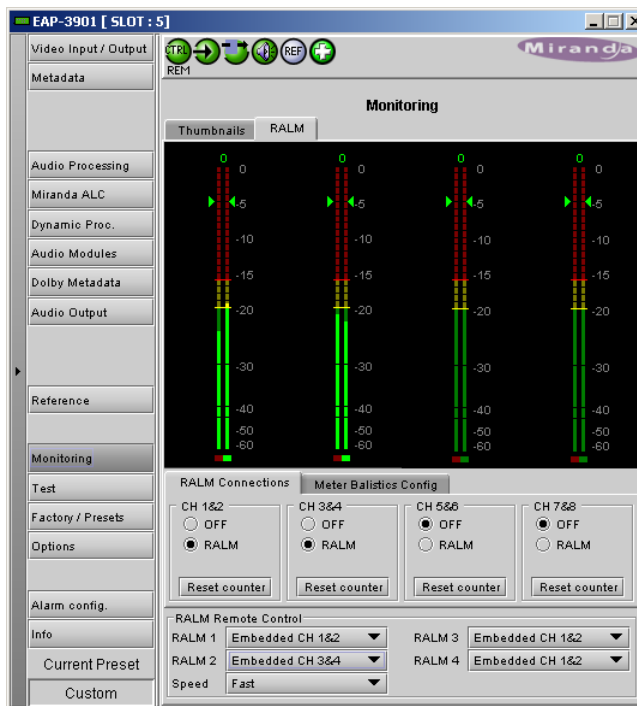 EAP-3901 [ SLOT : 5]
Video Input / Output
Metadata
Audio Processing
Miranda ALC
Dynamic Proc.
Audio Modules
Dolby Metadata
Audio Output
Reference
Monitoring
Test
Factory / Presets
Options
Alarm config.
Info
Current Preset
Custom
CTRL
REM
REF
Miranda
Monitoring
Thumbnails
RALM
0 0 0 0
0 0 0 0
-5 -5 -5 -5
-10 -10 -10 -10
-15 -15 -15 -15
-20 -20 -20 -20
-30 -30 -30 -30
-40 -40 -40 -40
-50 -50 -50 -50
-60 -60 -60 -60
RALM Connections
Meter Balistics Config
CH 1&2 CH 3&4 CH 5&6 CH 7&8
OFF OFF OFF OFF
RALM RALM RALM RALM
Reset counter Reset counter Reset counter Reset counter
RALM Remote Control
RALM 1 Embedded CH 1&2 RALM 3 Embedded CH 1&2
RALM 2 Embedded CH 3&4 RALM 4 Embedded CH 1&2
Speed Fast